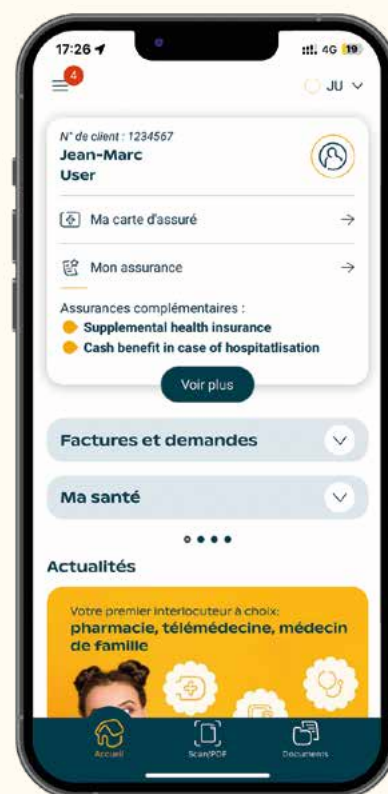 17:26
4G 19
4
JU
N° de client : 1234567
Jean-Marc
User
Ma carte d'assuré
Mon assurance
Assurances complémentaires :
Supplemental health insurance
Cash benefit in case of hospitatlisation
Voir plus
Factures et demandes
Ma santé
Actualités
Votre premier interlocuteur à choix:
pharmacie, télémédecine, médecin
de famille
Accueil
Scan/PDF
Documents